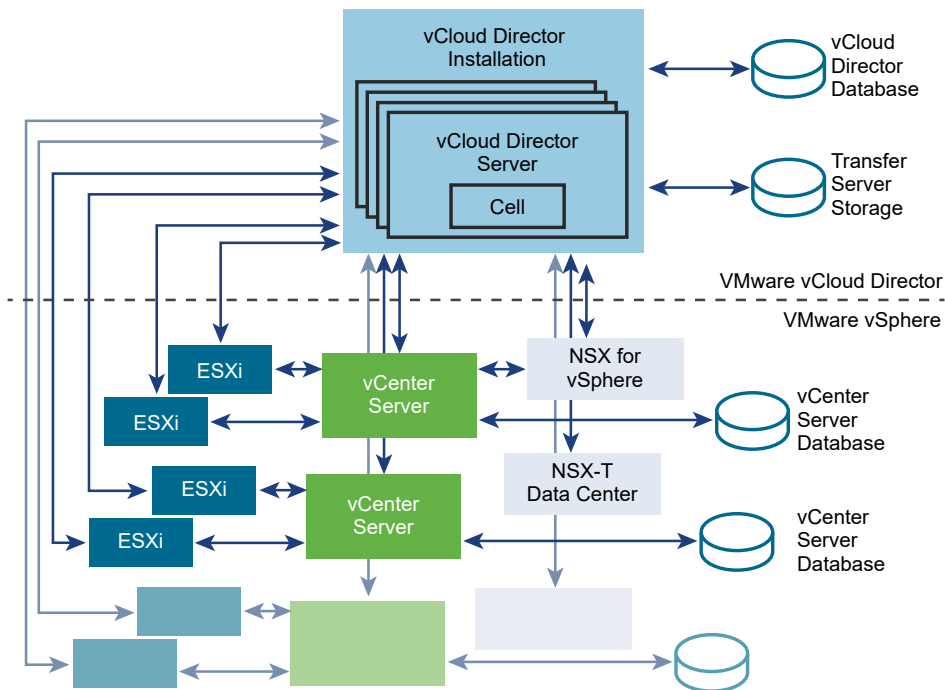 vCloud Director
Installation
vCloud Director
Server
Cell
vCloud
Director
Database
Transfer
Server
Storage
VMware vCloud Director
VMware vSphere
ESXi
vCenter
Server
NSX for
vSphere
ESXi
vCenter
Server
Database
ESXi
vCenter
Server
NSX-T
Data Center
ESXi
vCenter
Server
Database